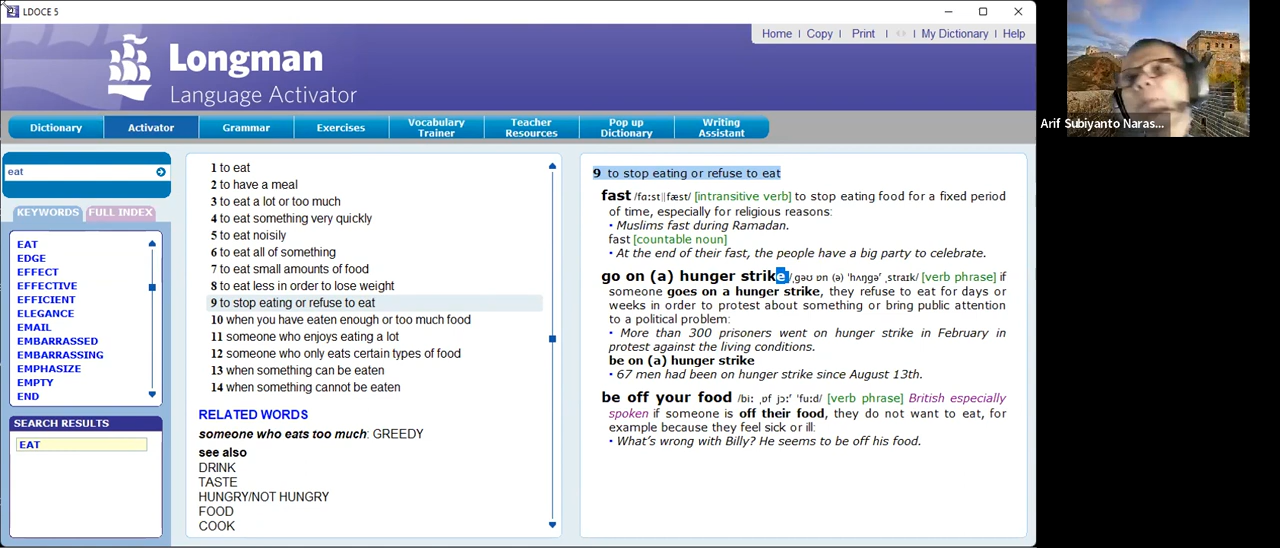 LDOCE 5
Home | Copy | Print | <> | My Dictionary | Help
Longman
Language Activator
Dictionary
Activator
Grammar
Exercises
Vocabulary
Trainer
Teacher
Resources
Pop up
Dictionary
Writing
Assistant
eat
KEYWORDS
FULL INDEX
EAT
EDGE
EFFECT
EFFECTIVE
EFFICIENT
ELEGANCE
EMAIL
EMBARRASSED
EMBARRASSING
EMPHASIZE
EMPTY
END
SEARCH RESULTS
EAT
1 to eat
2 to have a meal
3 to eat a lot or too much
4 to eat something very quickly
5 to eat noisily
6 to eat all of something
7 to eat small amounts of food
8 to eat less in order to lose weight
9 to stop eating or refuse to eat
10 when you have eaten enough or too much food
11 someone who enjoys eating a lot
12 someone who only eats certain types of food
13 when something can be eaten
14 when something cannot be eaten
RELATED WORDS
someone who eats too much: GREEDY
see also
DRINK
TASTE
HUNGRY/NOT HUNGRY
FOOD
COOK
9 to stop eating or refuse to eat
fast /fɑːst‖fæst/ [intransitive verb] to stop eating food for a fixed period
of time, especially for religious reasons:
• Muslims fast during Ramadan.
fast [countable noun]
• At the end of their fast, the people have a big party to celebrate.
go on (a) hunger strike /ˌgəʊ ɒn (ə) ˈhʌŋgəʳ ˌstraɪk/ [verb phrase] if
someone goes on a hunger strike, they refuse to eat for days or
weeks in order to protest about something or bring public attention
to a political problem:
• More than 300 prisoners went on hunger strike in February in
protest against the living conditions.
be on (a) hunger strike
• 67 men had been on hunger strike since August 13th.
be off your food /biː ˌɒf jɔːʳ ˈfuːd/ [verb phrase] British especially
spoken if someone is off their food, they do not want to eat, for
example because they feel sick or ill:
• What's wrong with Billy? He seems to be off his food.
Arif Subiyanto Naras...